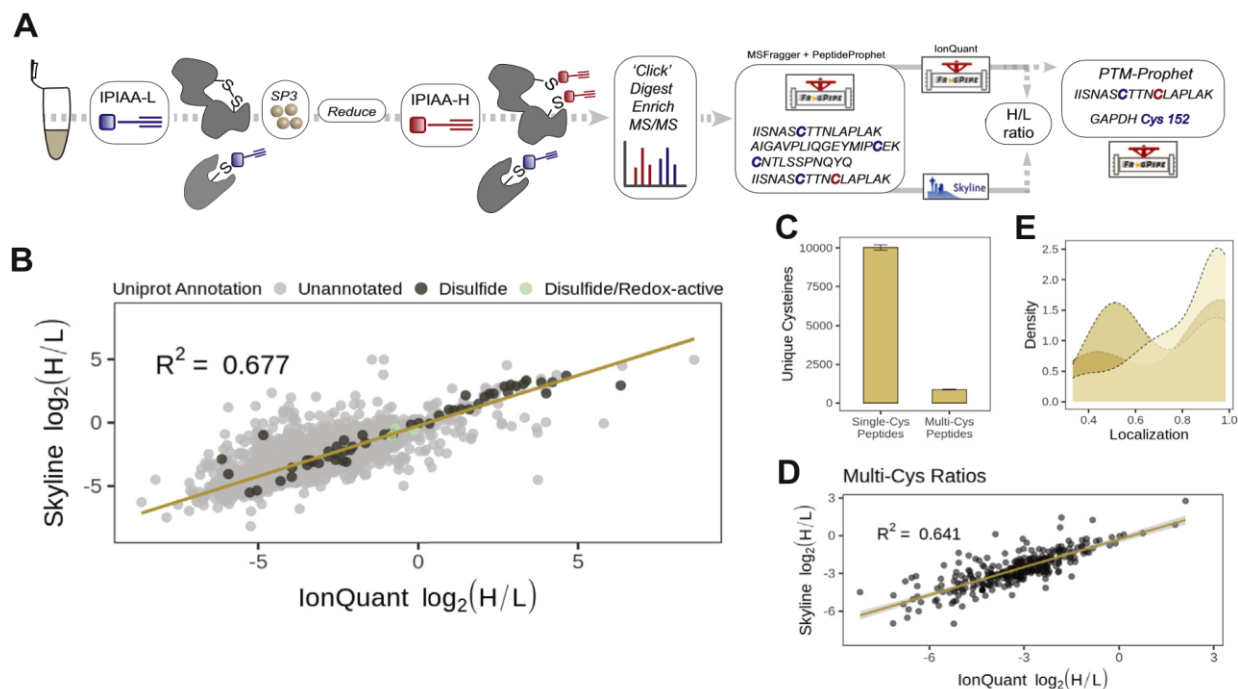 A
IPIAA-L
S
S
S
SP3
Reduce
IPIAA-H
S
S
S
'Click'
Digest
Enrich
MS/MS
MSFragger + PeptideProphet
FRAGPIPE
IISNASCTTNLAPLAK
AIGAVPLIQGEYMIPCEK
CNTLSSPNQYQ
IISNASCTTNCLAPLAK
IonQuant
FRAGPIPE
Skyline
H/L
ratio
PTM-Prophet
IISNASCTTNCLAPLAK
GAPDH Cys 152
FRAGPIPE
B
Uniprot Annotation Unannotated Disulfide Disulfide/Redox-active
R2 = 0.677
Skyline log2(H/L)
5
0
-5
-5 0 5
IonQuant log2(H/L)
C
Unique Cysteines
10000
7500
5000
2500
0
Single-Cys Multi-Cys
Peptides Peptides
E
Density
2.5
2.0
1.5
1.0
0.5
0.0
0.4 0.6 0.8 1.0
Localization
D Multi-Cys Ratios
R2 = 0.641
Skyline log2(H/L)
3
0
-3
-6
-6 -3 0 3
IonQuant log2(H/L)